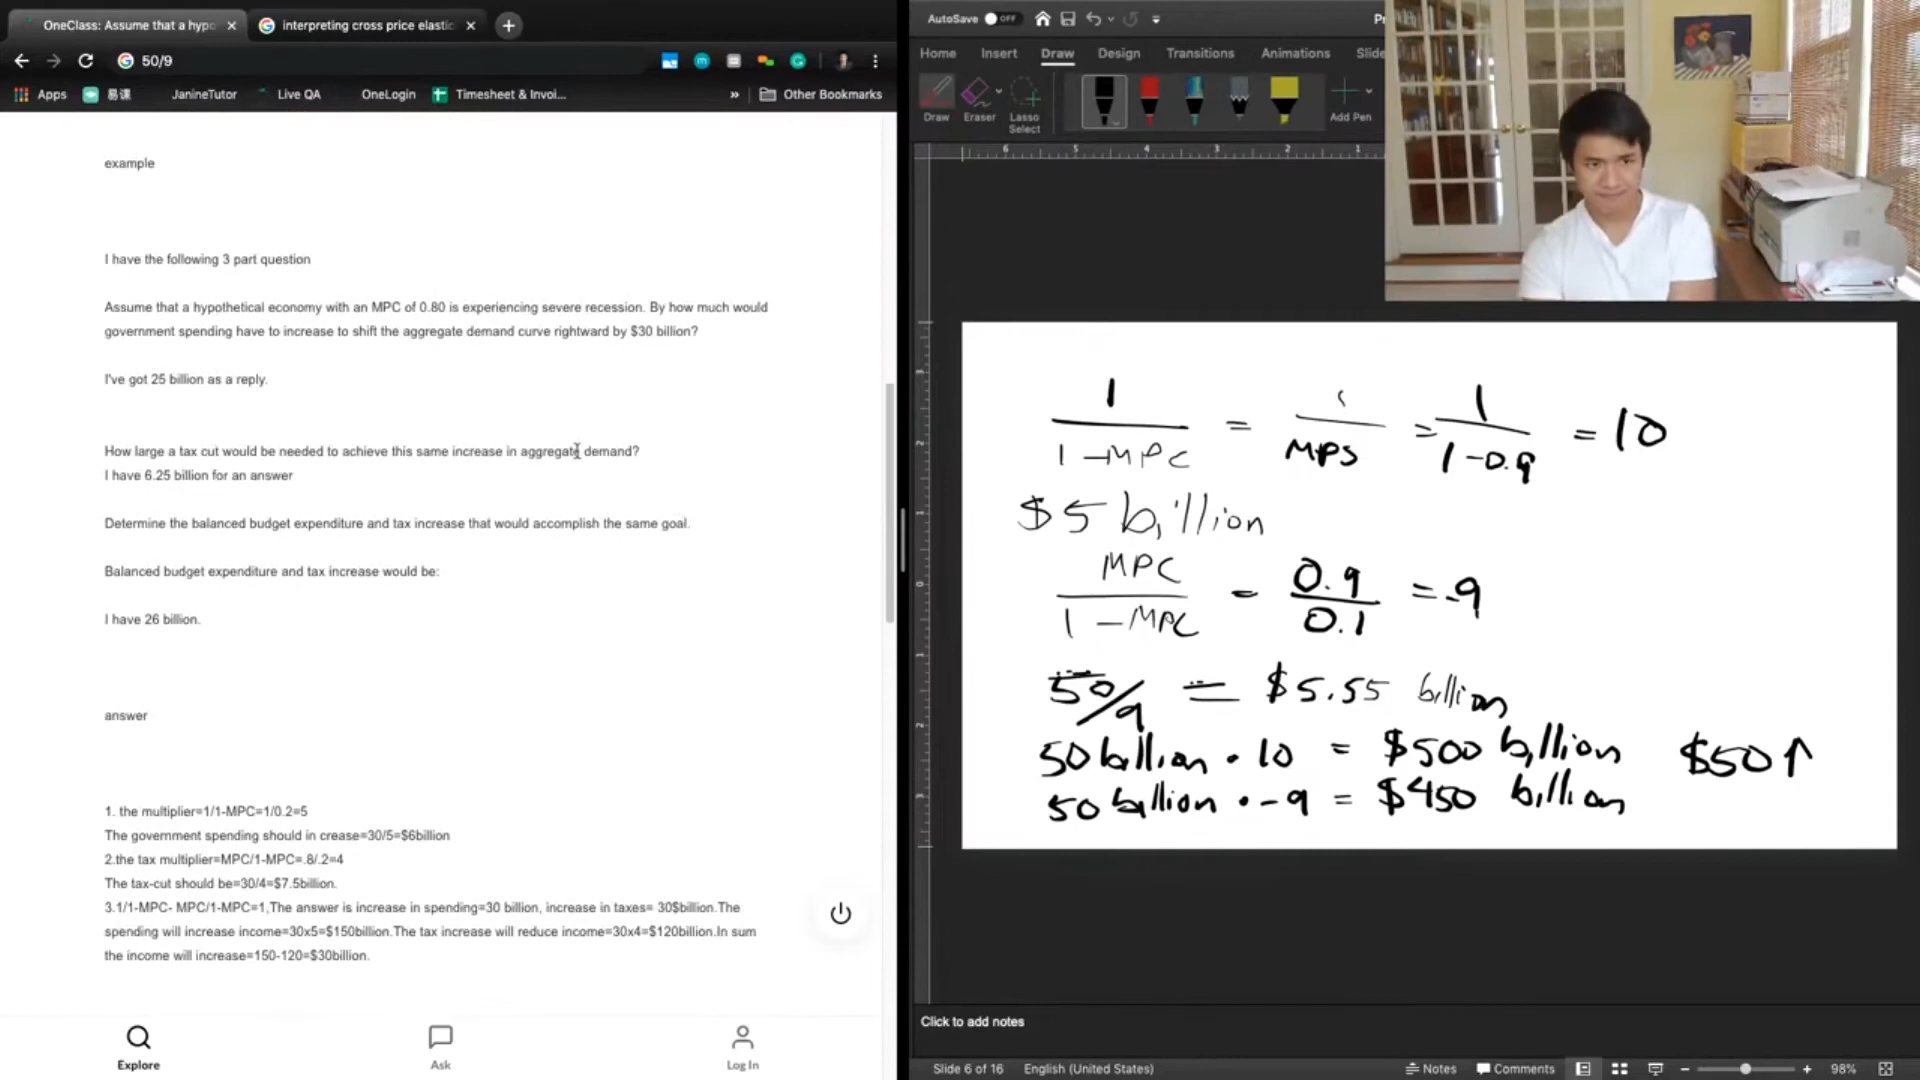 OneClass: Assume that a hypo
interpreting cross price elastic
50/9
Apps
易课
JanineTutor
Live QA
OneLogin
Timesheet & Invoi...
»
Other Bookmarks
example
I have the following 3 part question
Assume that a hypothetical economy with an MPC of 0.80 is experiencing severe recession. By how much would
government spending have to increase to shift the aggregate demand curve rightward by $30 billion?
I've got 25 billion as a reply.
How large a tax cut would be needed to achieve this same increase in aggregate demand?
I have 6.25 billion for an answer
Determine the balanced budget expenditure and tax increase that would accomplish the same goal.
Balanced budget expenditure and tax increase would be:
I have 26 billion.
answer
1. the multiplier=1/1-MPC=1/0.2=5
The government spending should in crease=30/5=$6billion
2.the tax multiplier=MPC/1-MPC=.8/.2=4
The tax-cut should be=30/4=$7.5billion.
3.1/1-MPC- MPC/1-MPC=1,The answer is increase in spending=30 billion, increase in taxes= 30$billion.The
spending will increase income=30x5=$150billion.The tax increase will reduce income=30x4=$120billion.In sum
the income will increase=150-120=$30billion.
Explore
Ask
Log In
AutoSave OFF
Home
Insert
Draw
Design
Transitions
Animations
Slide
Draw
Eraser
Lasso
Select
Add Pen
6 5 4 3 2 1
1/1-MPC = 1/MPS = 1/1-0.9 = 10
$5 billion
MPC/1-MPC = 0.9/0.1 = -9
50/9 = $5.55 billion
50 billion · 10 = $500 billion $50↑
50 billion · -9 = $450 billion
Click to add notes
Slide 6 of 16
English (United States)
Notes
Comments
98%